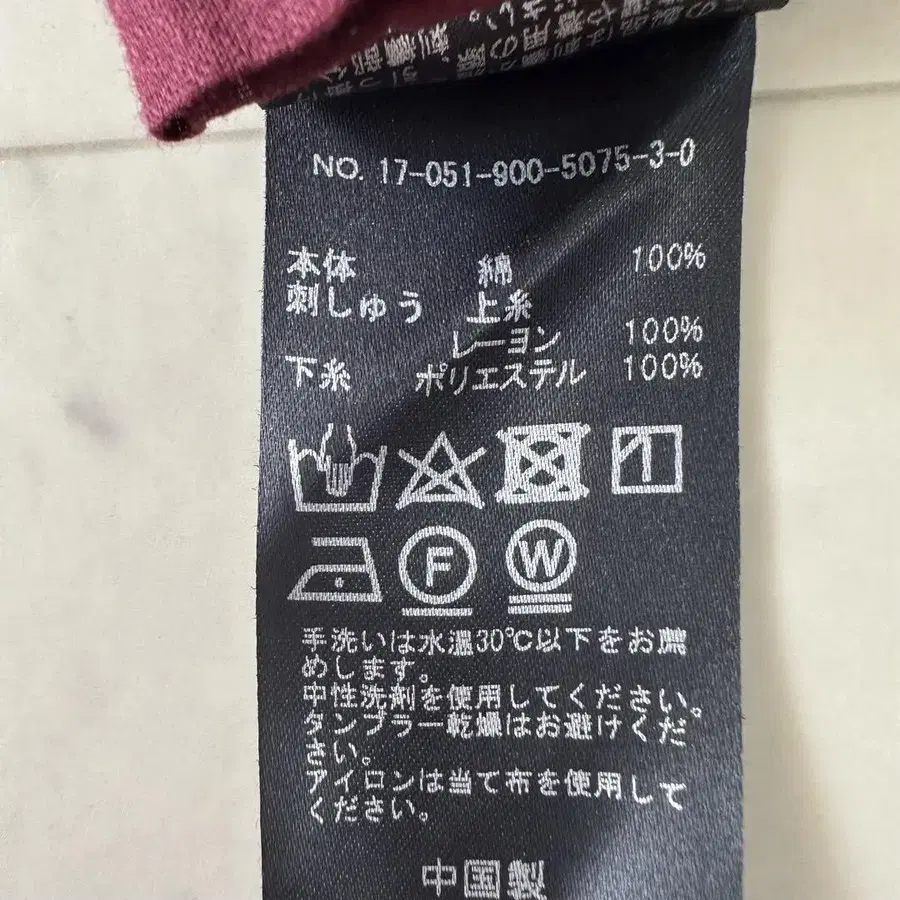 NO. 17-051-900-5075-3-0
本体 綿 100%
刺しゅう 上糸
レーヨン 100%
下糸 ポリエステル 100%
F W
手洗いは水温30℃以下をお薦
めします。
中性洗剤を使用してください。
タンブラー乾燥はお避けくだ
さい。
アイロンは当て布を使用して
ください。
中国製